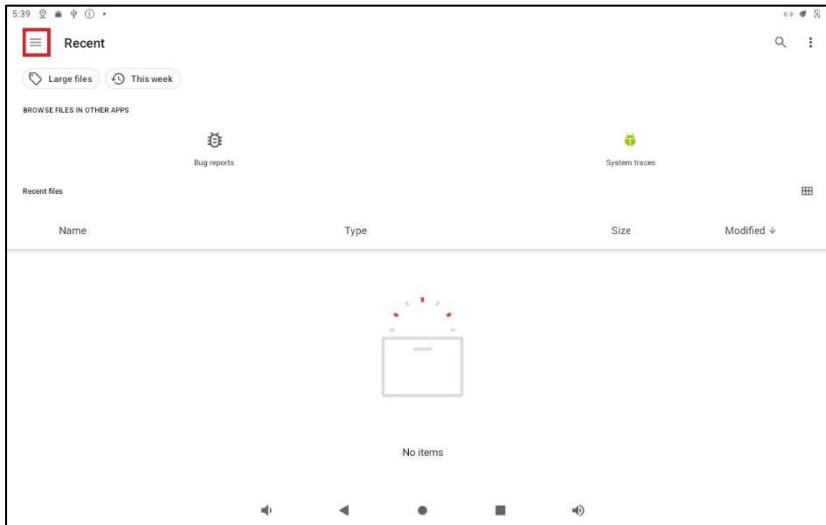 5:39
Recent
Large files
This week
BROWSE FILES IN OTHER APPS
Bug reports
System traces
Recent files
Name
Type
Size
Modified
No items